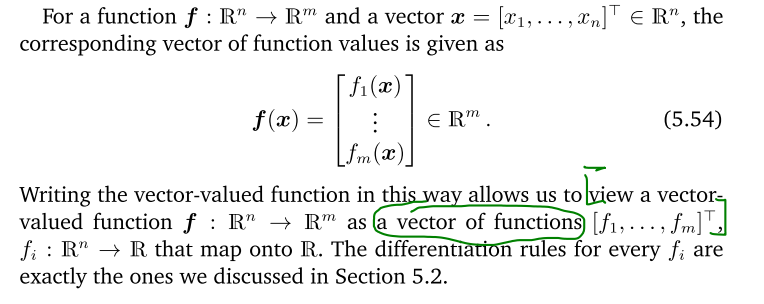 For a function f : ℝⁿ → ℝᵐ and a vector x = [x₁, . . . , xₙ]⊤ ∈ ℝⁿ, the
corresponding vector of function values is given as
f(x) = [f₁(x) ⋮ fₘ(x)] ∈ ℝᵐ . (5.54)
Writing the vector-valued function in this way allows us to view a vector-
valued function f : ℝⁿ → ℝᵐ as a vector of functions [f₁, . . . , fₘ]⊤,
fᵢ : ℝⁿ → ℝ that map onto ℝ. The differentiation rules for every fᵢ are
exactly the ones we discussed in Section 5.2.